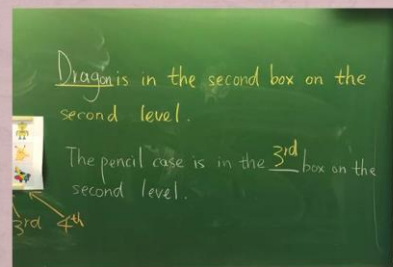 Dragon is in the second box on the
second level.
The pencil case is in the 3rd box on the
second level.
3rd 4th